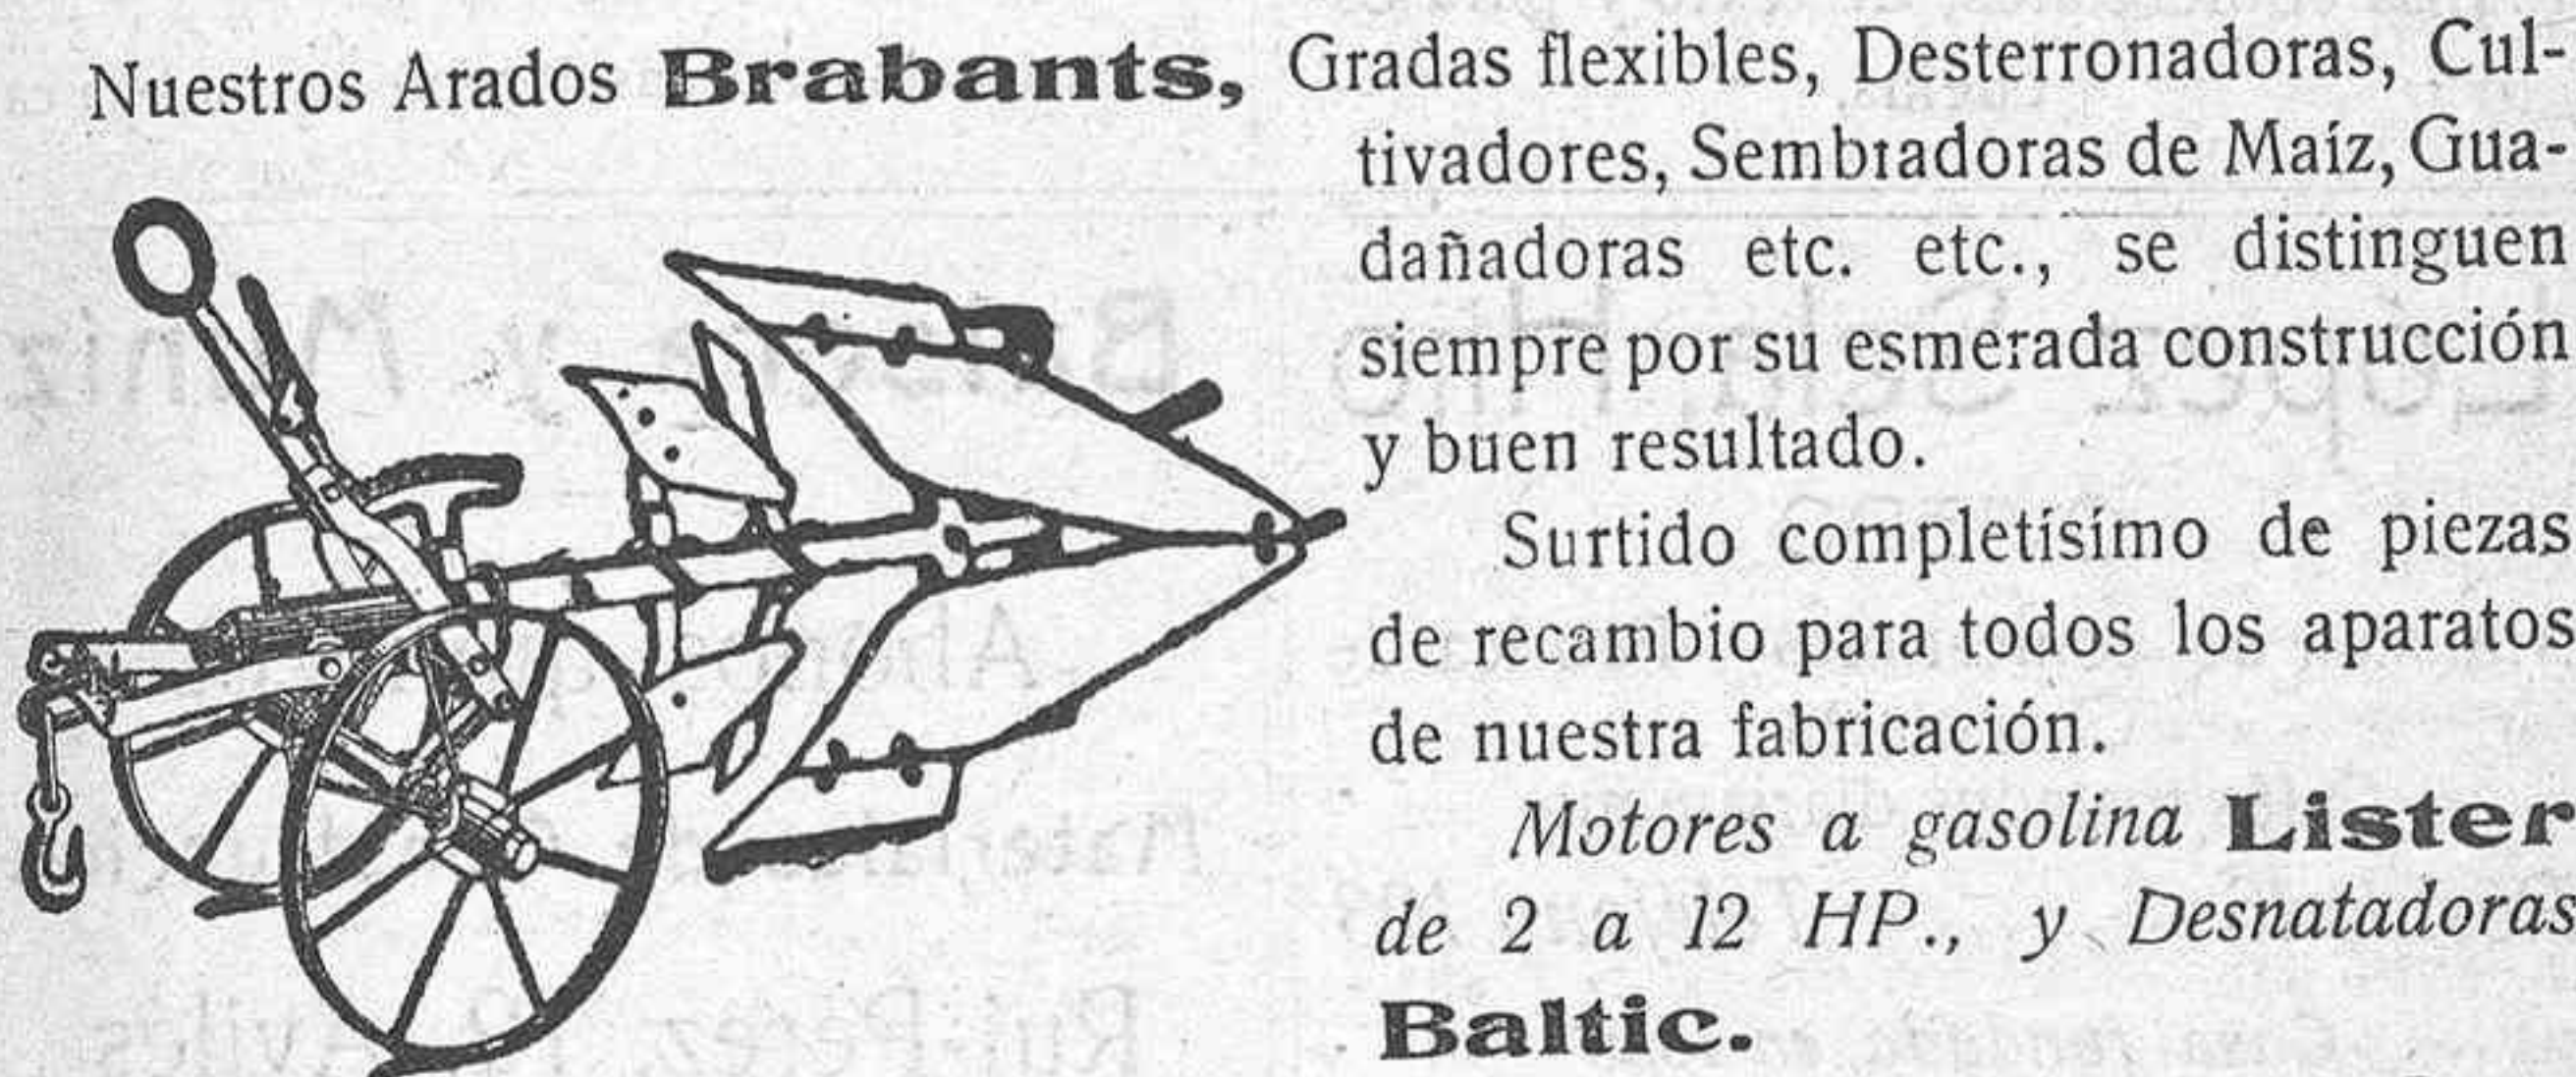 Nuestros Arados Brabants, Gradas flexibles, Desterronadoras, Cul-
tivadores, Sembradoras de Maíz, Gua-
dañadoras etc. etc., se distinguen
siempre por su esmerada construcción
y buen resultado.
Surtido completísimo de piezas
de recambio para todos los aparatos
de nuestra fabricación.
Motores a gasolina Lister
de 2 a 12 HP., y Desnatadoras
Baltic.